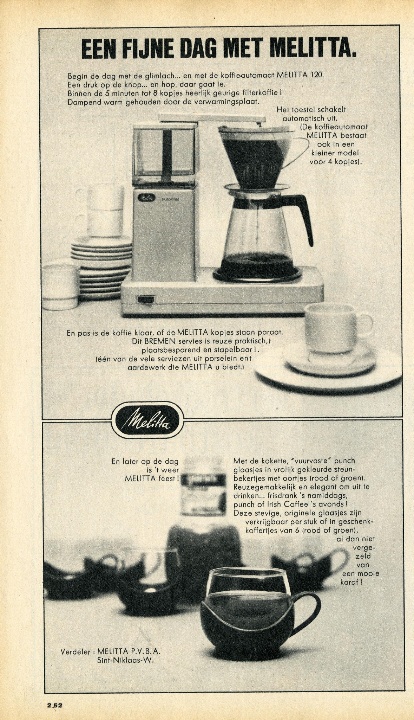 EEN FIJNE DAG MET MELITTA.
Begin de dag met de glimlach... en met de koffieautomaat MELITTA 120.
Een druk op de knop... en hop, daar gaat ie.
Binnen de 5 minuten tot 8 kopjes heerlijk geurige filterkoffie !
Dampend warm gehouden door de verwarmingsplaat.
Het toestel schakelt
automatisch uit.
(De koffieautomaat
MELITTA bestaat
ook in een
kleiner model
voor 4 kopjes).
En pas is de koffie klaar, of de MELITTA kopjes staan paraat.
Dit BREMEN servies is reuze praktisch,
plaatsbesparend en stapelbaar !
(één van de vele serviezen uit porselein en
aardewerk die MELITTA u biedt.)
Melitta
En later op de dag
is 't weer
MELITTA feest !
Met de kokette, "vuurvaste" punch
glaasjes in vrolijk gekleurde steun-
bekertjes met oortjes (rood of groen).
Reuzegemakkelijk en elegant om uit te
drinken... frisdrank 's namiddags,
punch of Irish Coffee 's avonds !
Deze stevige, originele glaasjes zijn
verkrijgbaar per stuk of in geschenk-
koffertjes van 6 (rood of groen),
al dan niet
verge-
zeld
van
een mooie
karaf !
Verdeler : MELITTA P.V.B.A.
Sint-Niklaas-W.
2.52